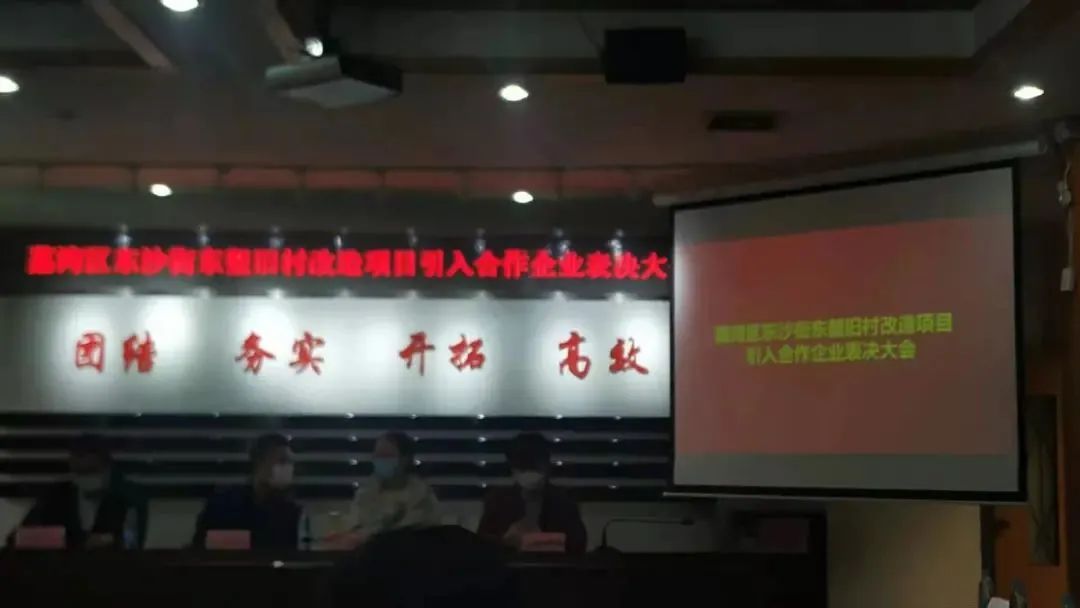 荔湾区东沙街东塱旧村改造项目引入合作企业表决大
团结 务实 开拓 高效
荔湾区东沙街东塱旧村改造项目
引入合作企业表决大会